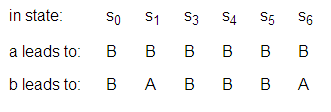 in state: s₀ s₁ s₃ s₄ s₅ s₆
a leads to: B B B B B B
b leads to: B A B B B A